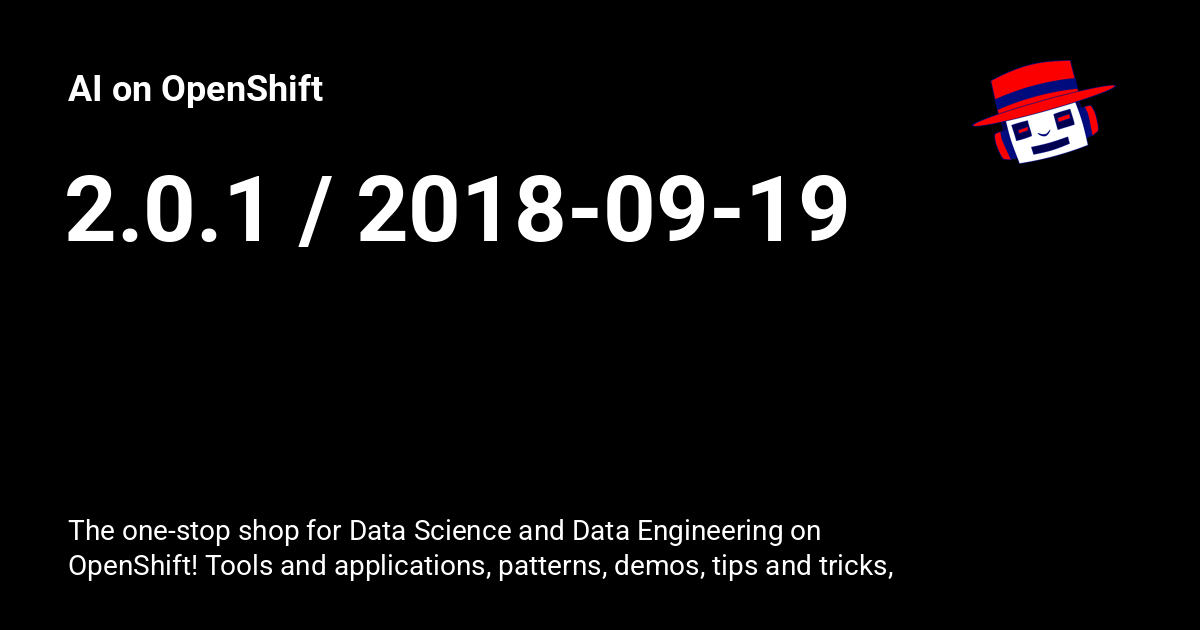 AI on OpenShift
2.0.1 / 2018-09-19
The one-stop shop for Data Science and Data Engineering on
OpenShift! Tools and applications, patterns, demos, tips and tricks,